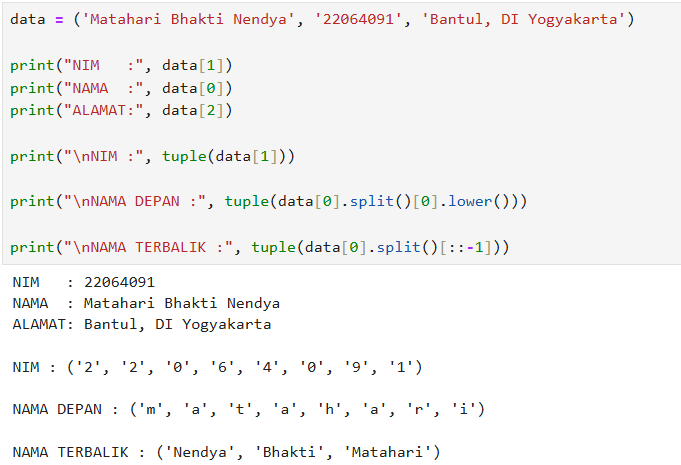 data = ('Matahari Bhakti Nendya', '22064091', 'Bantul, DI Yogyakarta')
print("NIM   :", data[1])
print("NAMA  :", data[0])
print("ALAMAT:", data[2])
print("\nNIM :", tuple(data[1]))
print("\nNAMA DEPAN :", tuple(data[0].split()[0].lower()))
print("\nNAMA TERBALIK :", tuple(data[0].split()[::-1]))
NIM   : 22064091
NAMA  : Matahari Bhakti Nendya
ALAMAT: Bantul, DI Yogyakarta
NIM : ('2', '2', '0', '6', '4', '0', '9', '1')
NAMA DEPAN : ('m', 'a', 't', 'a', 'h', 'a', 'r', 'i')
NAMA TERBALIK : ('Nendya', 'Bhakti', 'Matahari')